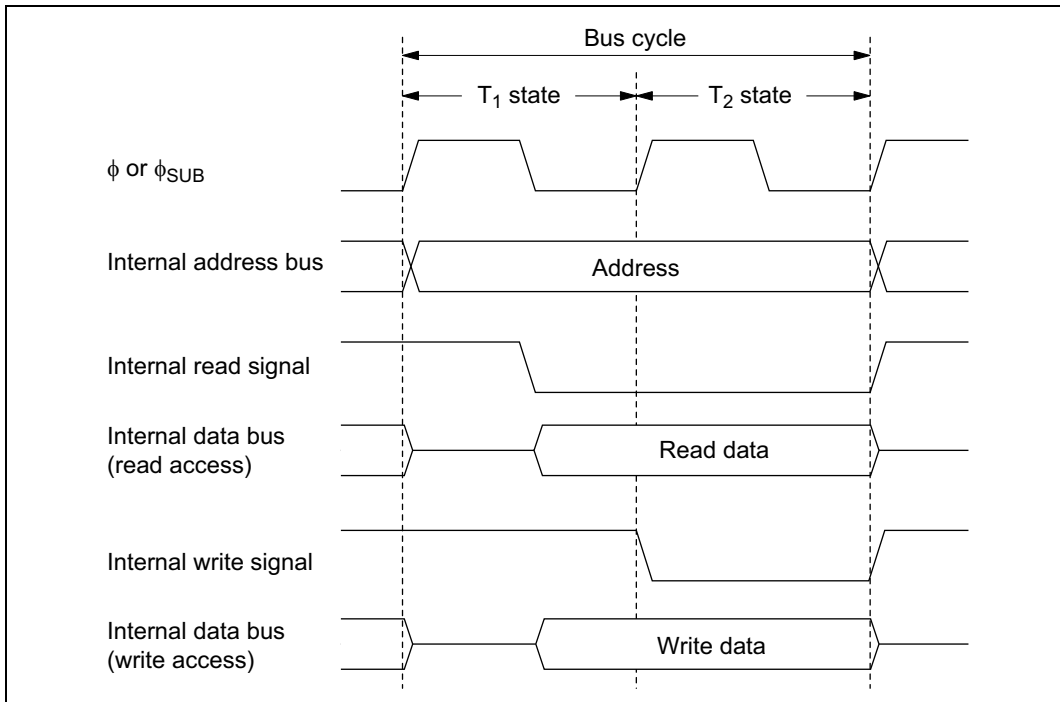 Bus cycle
T₁ state
T₂ state
ϕ or ϕSUB
Internal address bus
Address
Internal read signal
Internal data bus
(read access)
Read data
Internal write signal
Internal data bus
(write access)
Write data